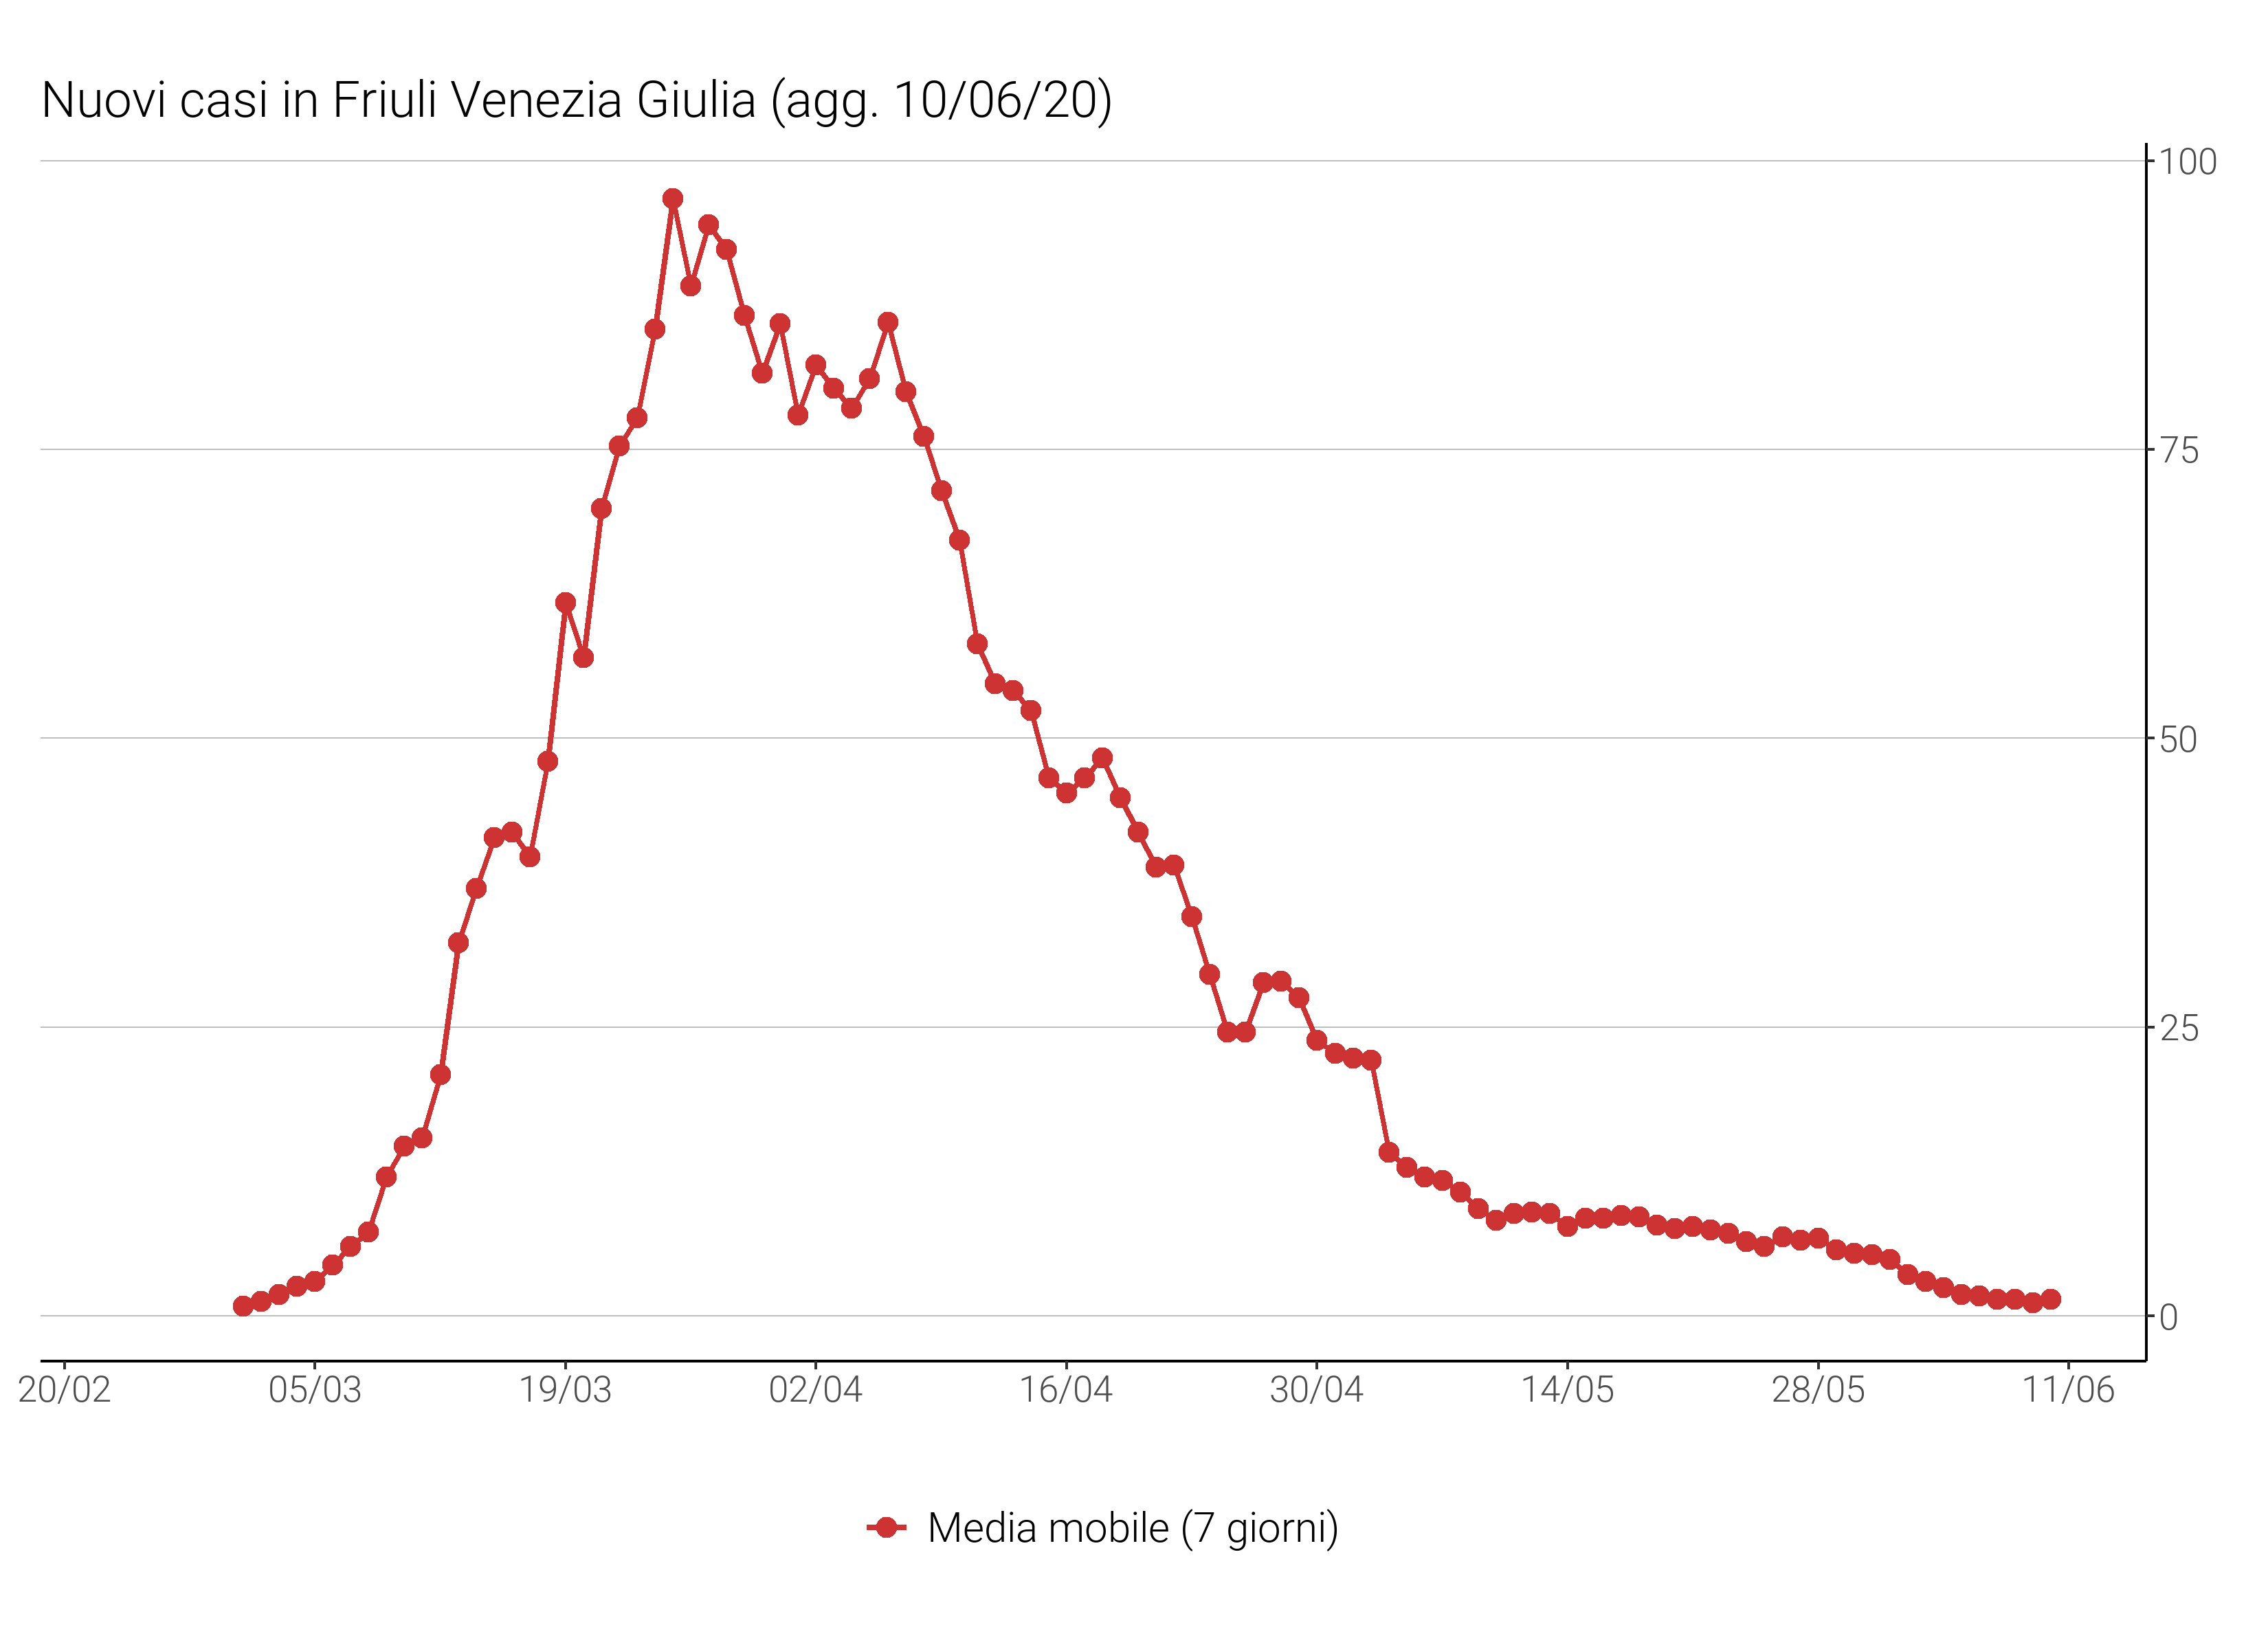 Nuovi casi in Friuli Venezia Giulia (agg. 10/06/20)
100
75
50
25
0
20/02 05/03 19/03 02/04 16/04 30/04 14/05 28/05 11/06
Media mobile (7 giorni)